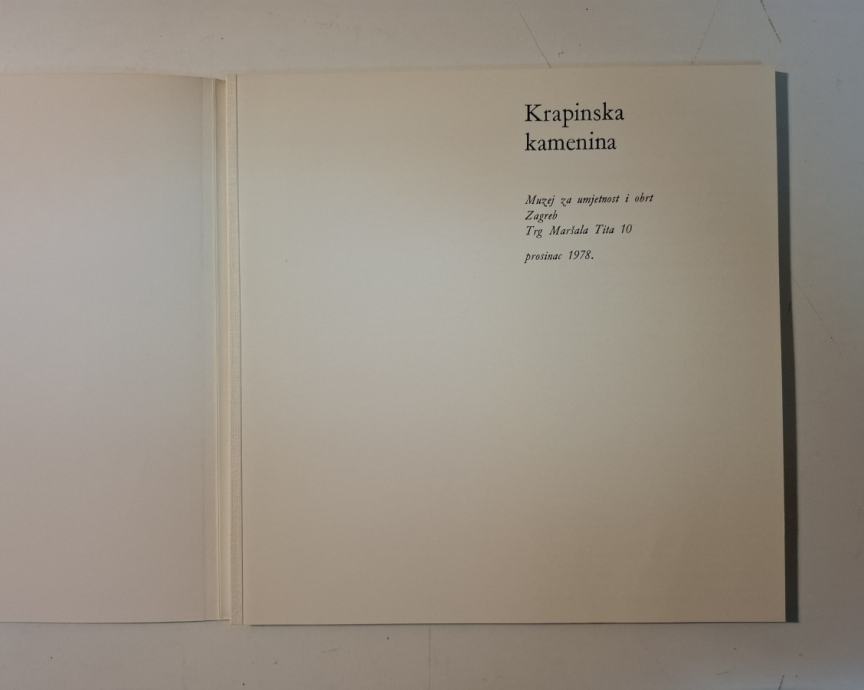 Krapinska
kamenina
Muzej za umjetnost i obrt
Zagreb
Trg Maršala Tita 10
prosinac 1978.